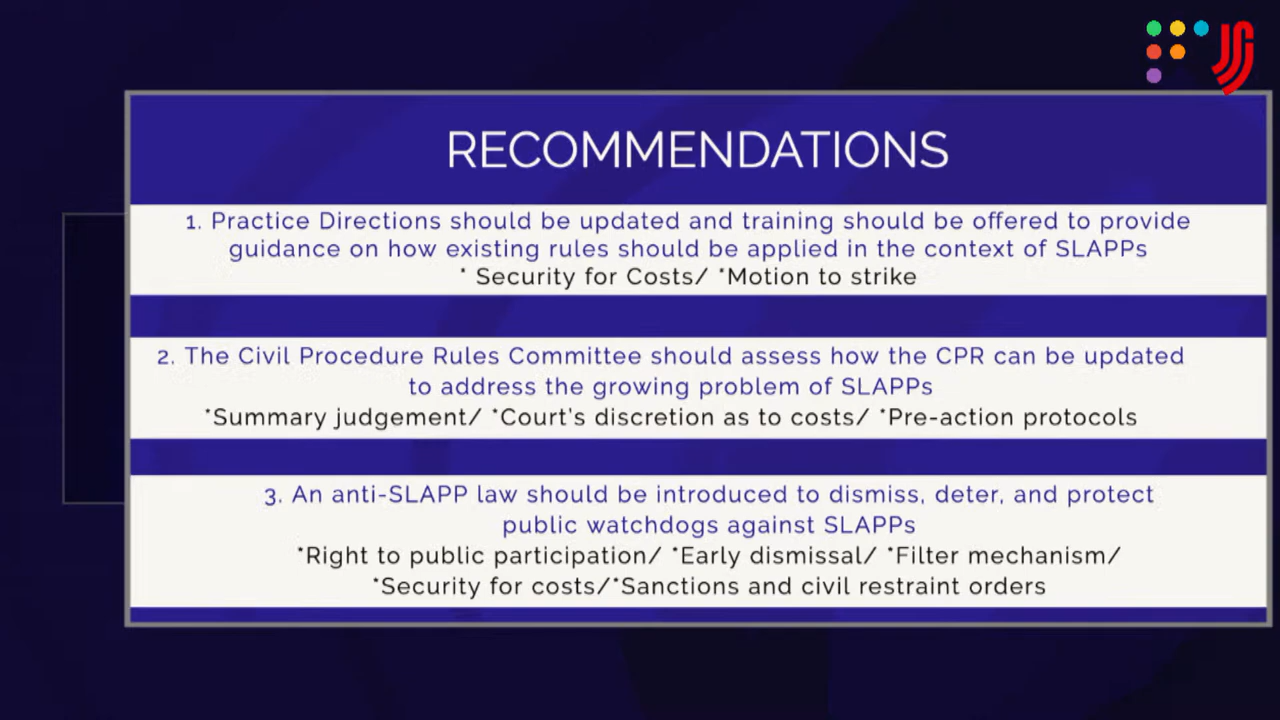 RECOMMENDATIONS
1. Practice Directions should be updated and training should be offered to provide
guidance on how existing rules should be applied in the context of SLAPPs
* Security for Costs/ *Motion to strike
2. The Civil Procedure Rules Committee should assess how the CPR can be updated
to address the growing problem of SLAPPs
*Summary judgement/ *Court's discretion as to costs/ *Pre-action protocols
3. An anti-SLAPP law should be introduced to dismiss, deter, and protect
public watchdogs against SLAPPs
*Right to public participation/ *Early dismissal/ *Filter mechanism/
*Security for costs/*Sanctions and civil restraint orders